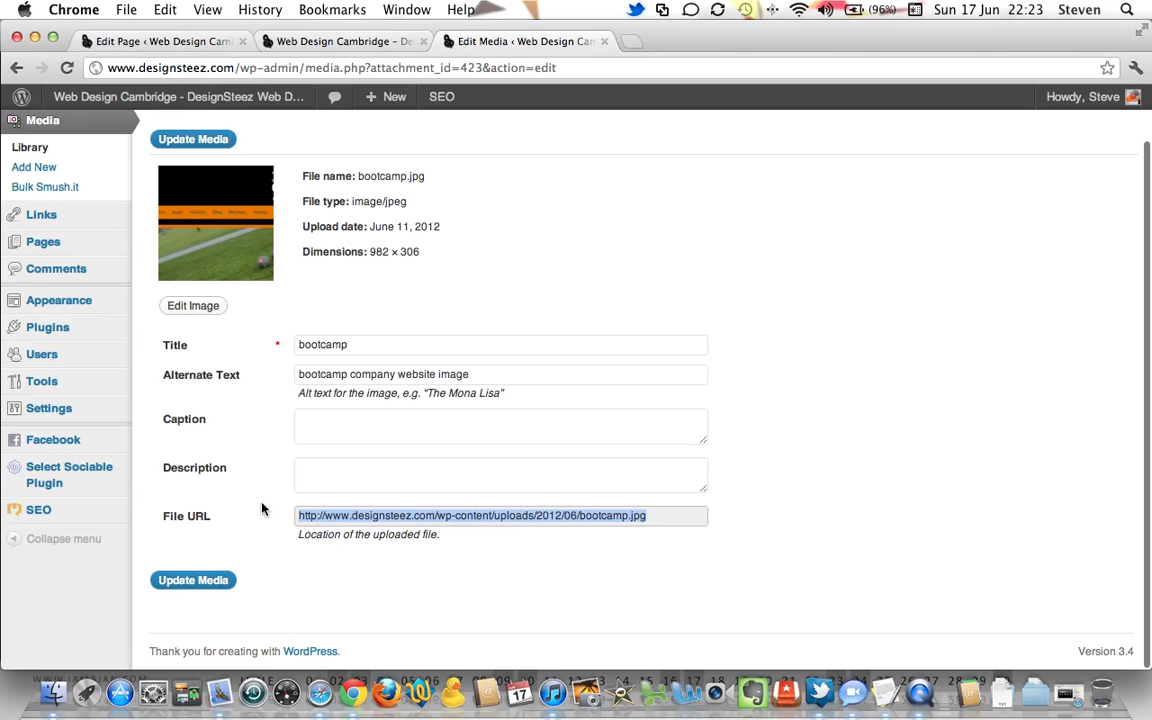 Chrome File Edit View History Bookmarks Window Help (96%) Sun 17 Jun 22:23 Steven
Edit Page ‹ Web Design Cam
Web Design Cambridge – De
Edit Media ‹ Web Design Can
www.designsteez.com/wp-admin/media.php?attachment_id=423&action=edit
Web Design Cambridge - DesignSteez Web D... + New SEO Howdy, Steve
Media
Library
Add New
Bulk Smush.it
Links
Pages
Comments
Appearance
Plugins
Users
Tools
Settings
Facebook
Select Sociable
Plugin
SEO
Collapse menu
Update Media
File name: bootcamp.jpg
File type: image/jpeg
Upload date: June 11, 2012
Dimensions: 982 × 306
Edit Image
Title * bootcamp
Alternate Text bootcamp company website image
Alt text for the image, e.g. "The Mona Lisa"
Caption
Description
File URL http://www.designsteez.com/wp-content/uploads/2012/06/bootcamp.jpg
Location of the uploaded file.
Update Media
Thank you for creating with WordPress. Version 3.4